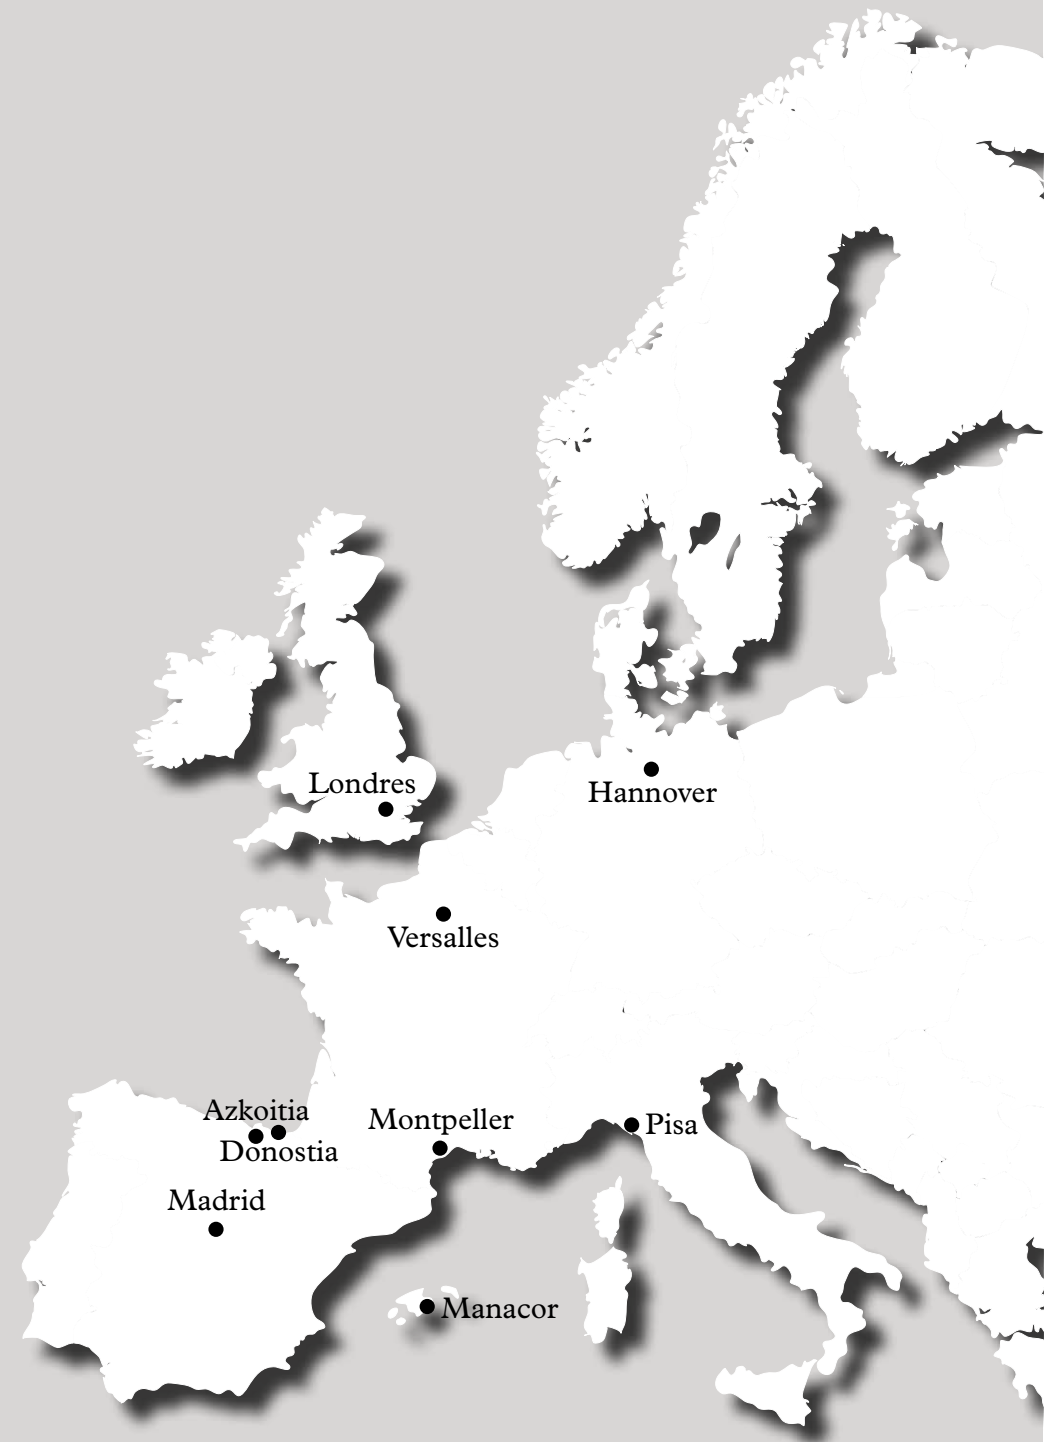 Londres
Hannover
Versalles
Azkoitia
Donostia
Montpeller
Pisa
Madrid
Manacor